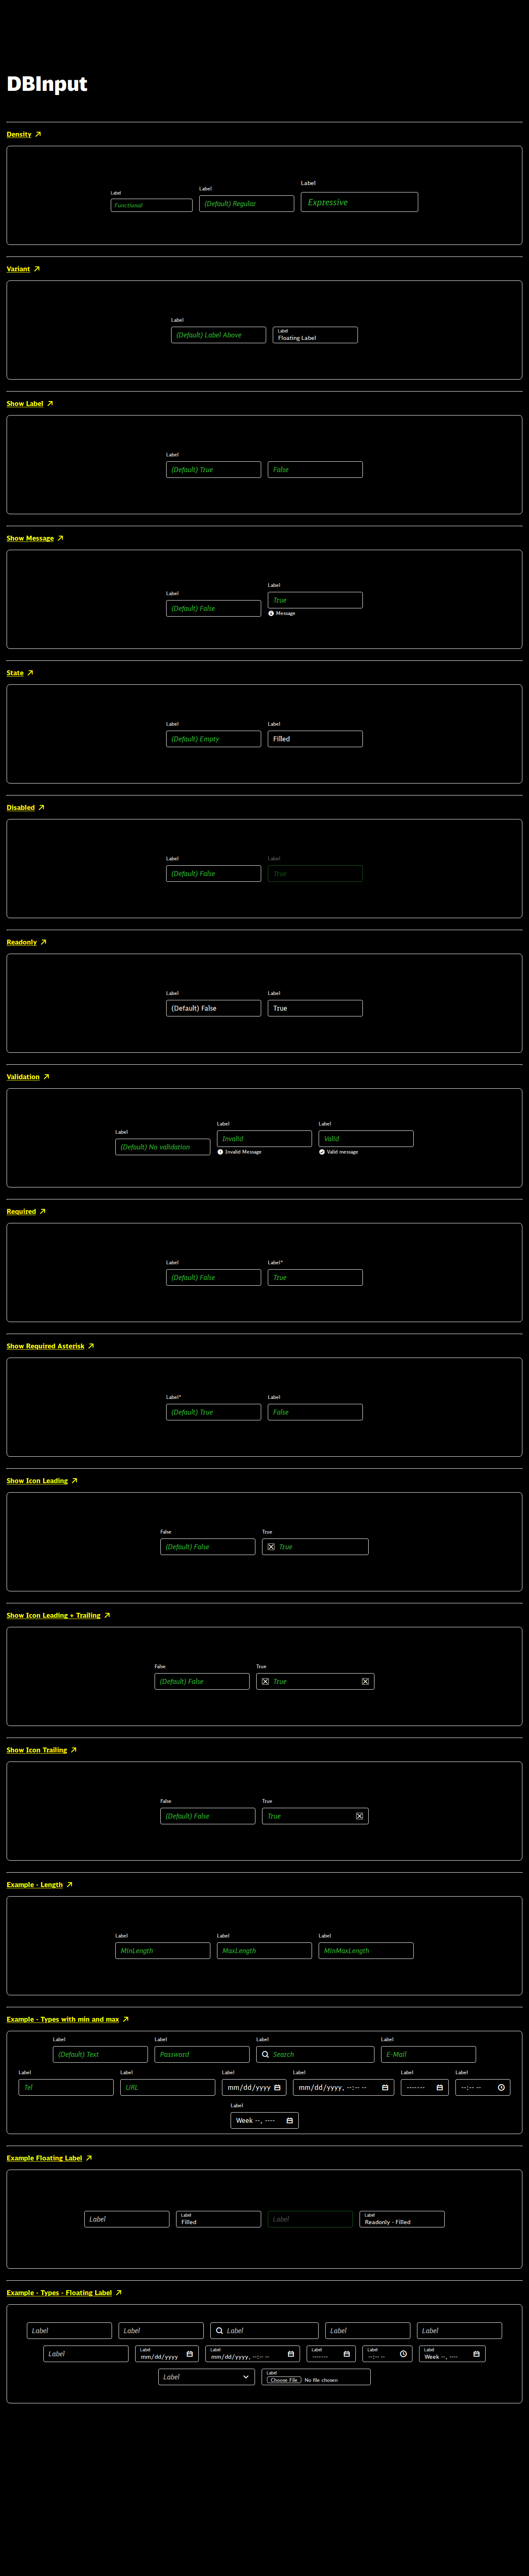 DBInput
Density
Label Label Label
Functional (Default) Regular Expressive
Variant
Label Label
(Default) Label Above Floating Label
Show Label
Label
(Default) True False
Show Message
Label Label
(Default) False True
Message
State
Label Label
(Default) Empty Filled
Disabled
Label Label
(Default) False True
Readonly
Label Label
(Default) False True
Validation
Label Label Label
(Default) No validation Invalid Valid
Invalid Message Valid message
Required
Label Label*
(Default) False True
Show Required Asterisk
Label* Label
(Default) True False
Show Icon Leading
False True
(Default) False True
Show Icon Leading + Trailing
False True
(Default) False True
Show Icon Trailing
False True
(Default) False True
Example - Length
Label Label Label
MinLength MaxLength MinMaxLength
Example - Types with min and max
Label Label Label Label
(Default) Text Password Search E-Mail
Label Label Label Label Label Label
Tel URL mm/dd/yyyy mm/dd/yyyy, --:-- -- ------- --:-- --
Label
Week --, ----
Example Floating Label
Label Label Filled Label Label Readonly - Filled
Example - Types - Floating Label
Label Label Label Label Label
Label Label Label Label Label Label
mm/dd/yyyy mm/dd/yyyy, --:-- -- ------- --:-- -- Week --, ----
Label Label
Choose File No file chosen